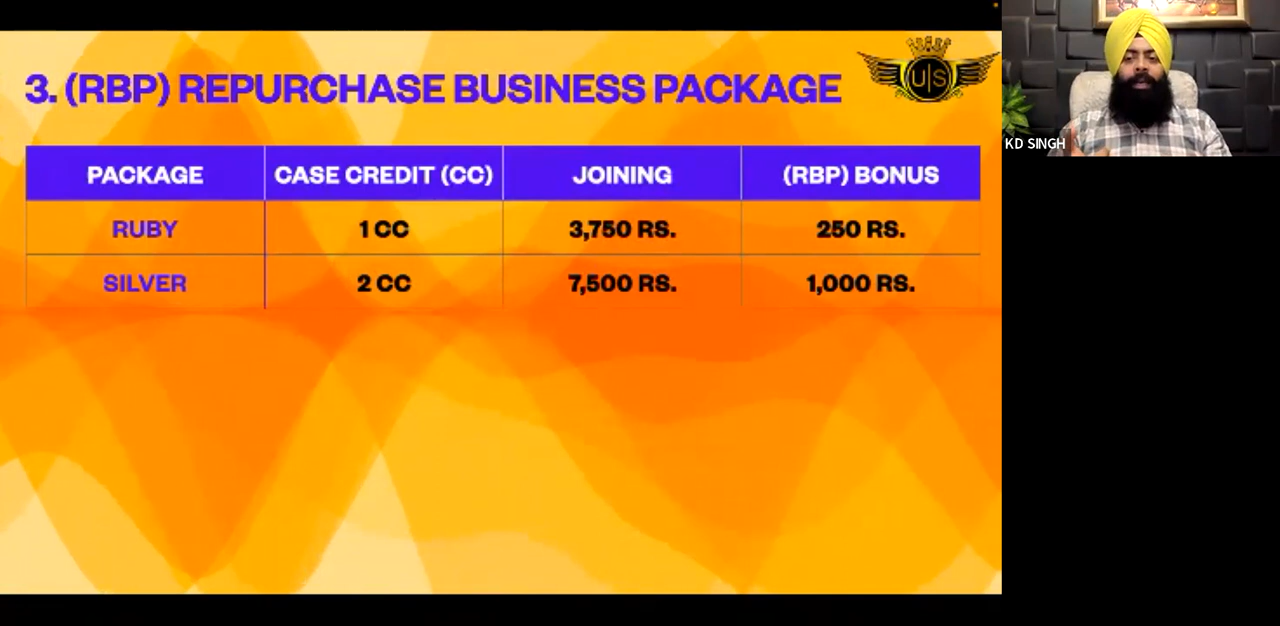 3. (RBP) REPURCHASE BUSINESS PACKAGE
U|S
PACKAGE CASE CREDIT (CC) JOINING (RBP) BONUS
RUBY 1 CC 3,750 RS. 250 RS.
SILVER 2 CC 7,500 RS. 1,000 RS.
KD SINGH